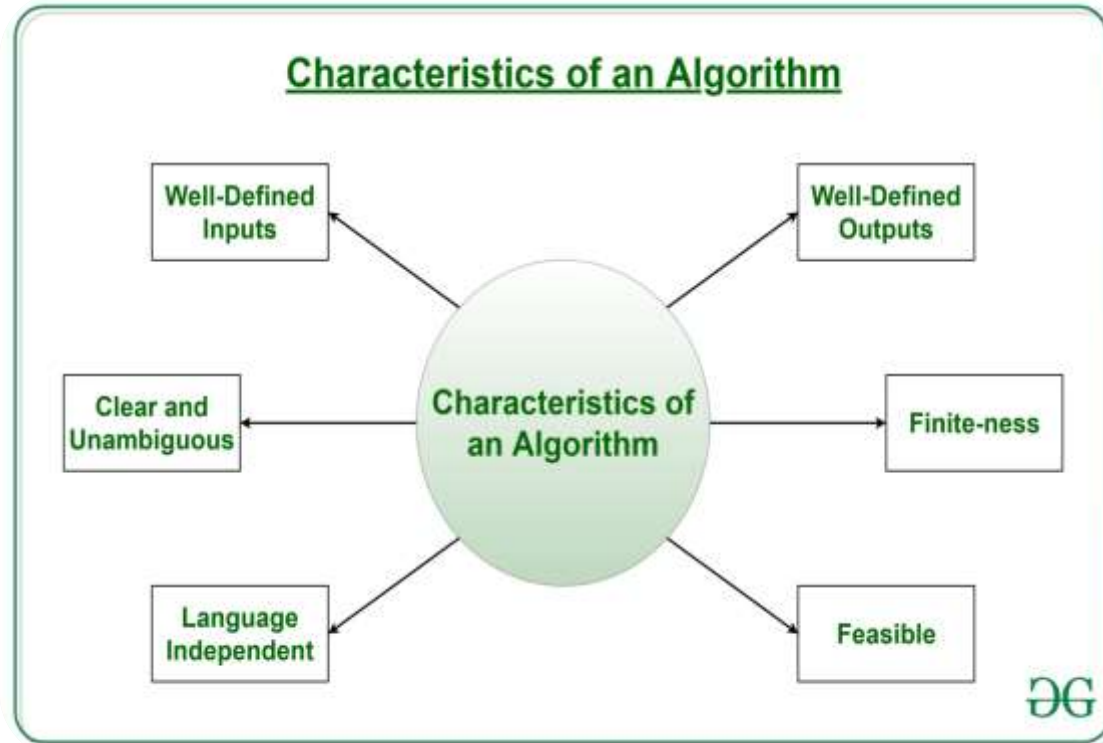 Characteristics of an Algorithm
Well-Defined
Inputs
Well-Defined
Outputs
Clear and
Unambiguous
Characteristics of
an Algorithm
Finite-ness
Language
Independent
Feasible